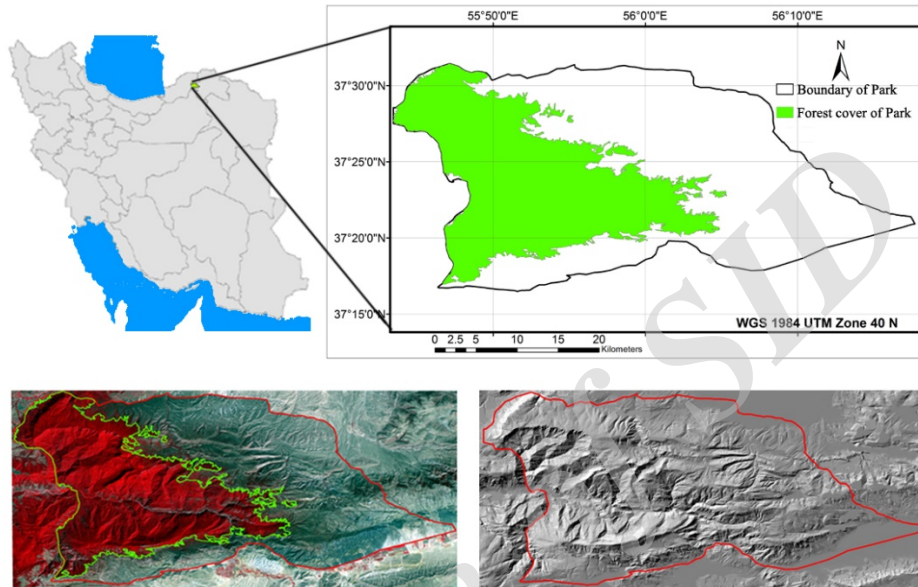 55°50'0"E 56°0'0"E 56°10'0"E
N
37°30'0"N
Boundary of Park
Forest cover of Park
37°25'0"N
37°20'0"N
37°15'0"N
WGS 1984 UTM Zone 40 N
0 2.5 5 10 15 20
Kilometers
of SID